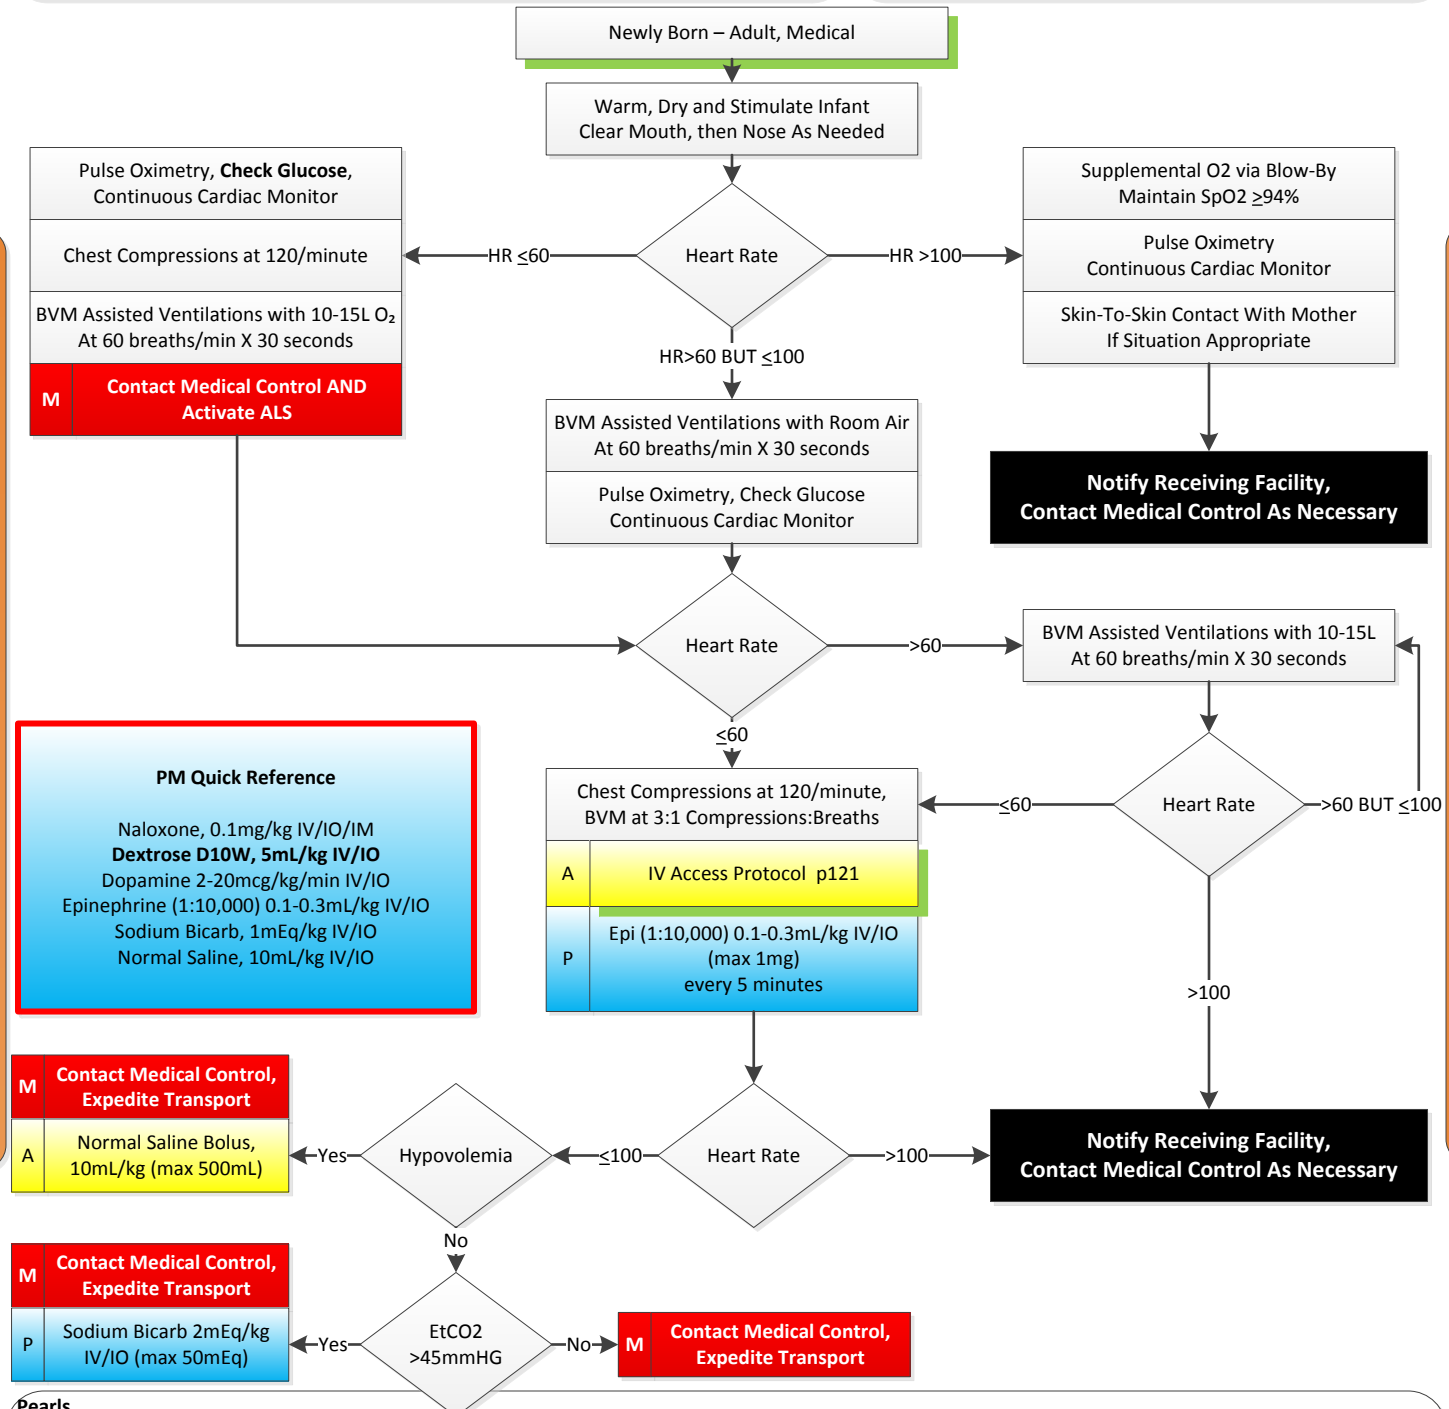 Newly Born – Adult, Medical
Warm, Dry and Stimulate Infant
Clear Mouth, then Nose As Needed
Pulse Oximetry, Check Glucose,
Continuous Cardiac Monitor
Chest Compressions at 120/minute
BVM Assisted Ventilations with 10-15L O₂
At 60 breaths/min X 30 seconds
M
Contact Medical Control AND
Activate ALS
HR ≤60
Heart Rate
HR >100
Supplemental O2 via Blow-By
Maintain SpO2 ≥94%
Pulse Oximetry
Continuous Cardiac Monitor
Skin-To-Skin Contact With Mother
If Situation Appropriate
HR>60 BUT ≤100
BVM Assisted Ventilations with Room Air
At 60 breaths/min X 30 seconds
Pulse Oximetry, Check Glucose
Continuous Cardiac Monitor
Notify Receiving Facility,
Contact Medical Control As Necessary
Heart Rate
>60
BVM Assisted Ventilations with 10-15L
At 60 breaths/min X 30 seconds
≤60
PM Quick Reference
Naloxone, 0.1mg/kg IV/IO/IM
Dextrose D10W, 5mL/kg IV/IO
Dopamine 2-20mcg/kg/min IV/IO
Epinephrine (1:10,000) 0.1-0.3mL/kg IV/IO
Sodium Bicarb, 1mEq/kg IV/IO
Normal Saline, 10mL/kg IV/IO
Chest Compressions at 120/minute,
BVM at 3:1 Compressions:Breaths
A
IV Access Protocol p121
P
Epi (1:10,000) 0.1-0.3mL/kg IV/IO
(max 1mg)
every 5 minutes
≤60
Heart Rate
>60 BUT ≤100
>100
M
Contact Medical Control,
Expedite Transport
A
Normal Saline Bolus,
10mL/kg (max 500mL)
Yes
Hypovolemia
≤100
Heart Rate
>100
Notify Receiving Facility,
Contact Medical Control As Necessary
No
M
Contact Medical Control,
Expedite Transport
P
Sodium Bicarb 2mEq/kg
IV/IO (max 50mEq)
Yes
EtCO2
>45mmHG
No
M
Contact Medical Control,
Expedite Transport
Pearls